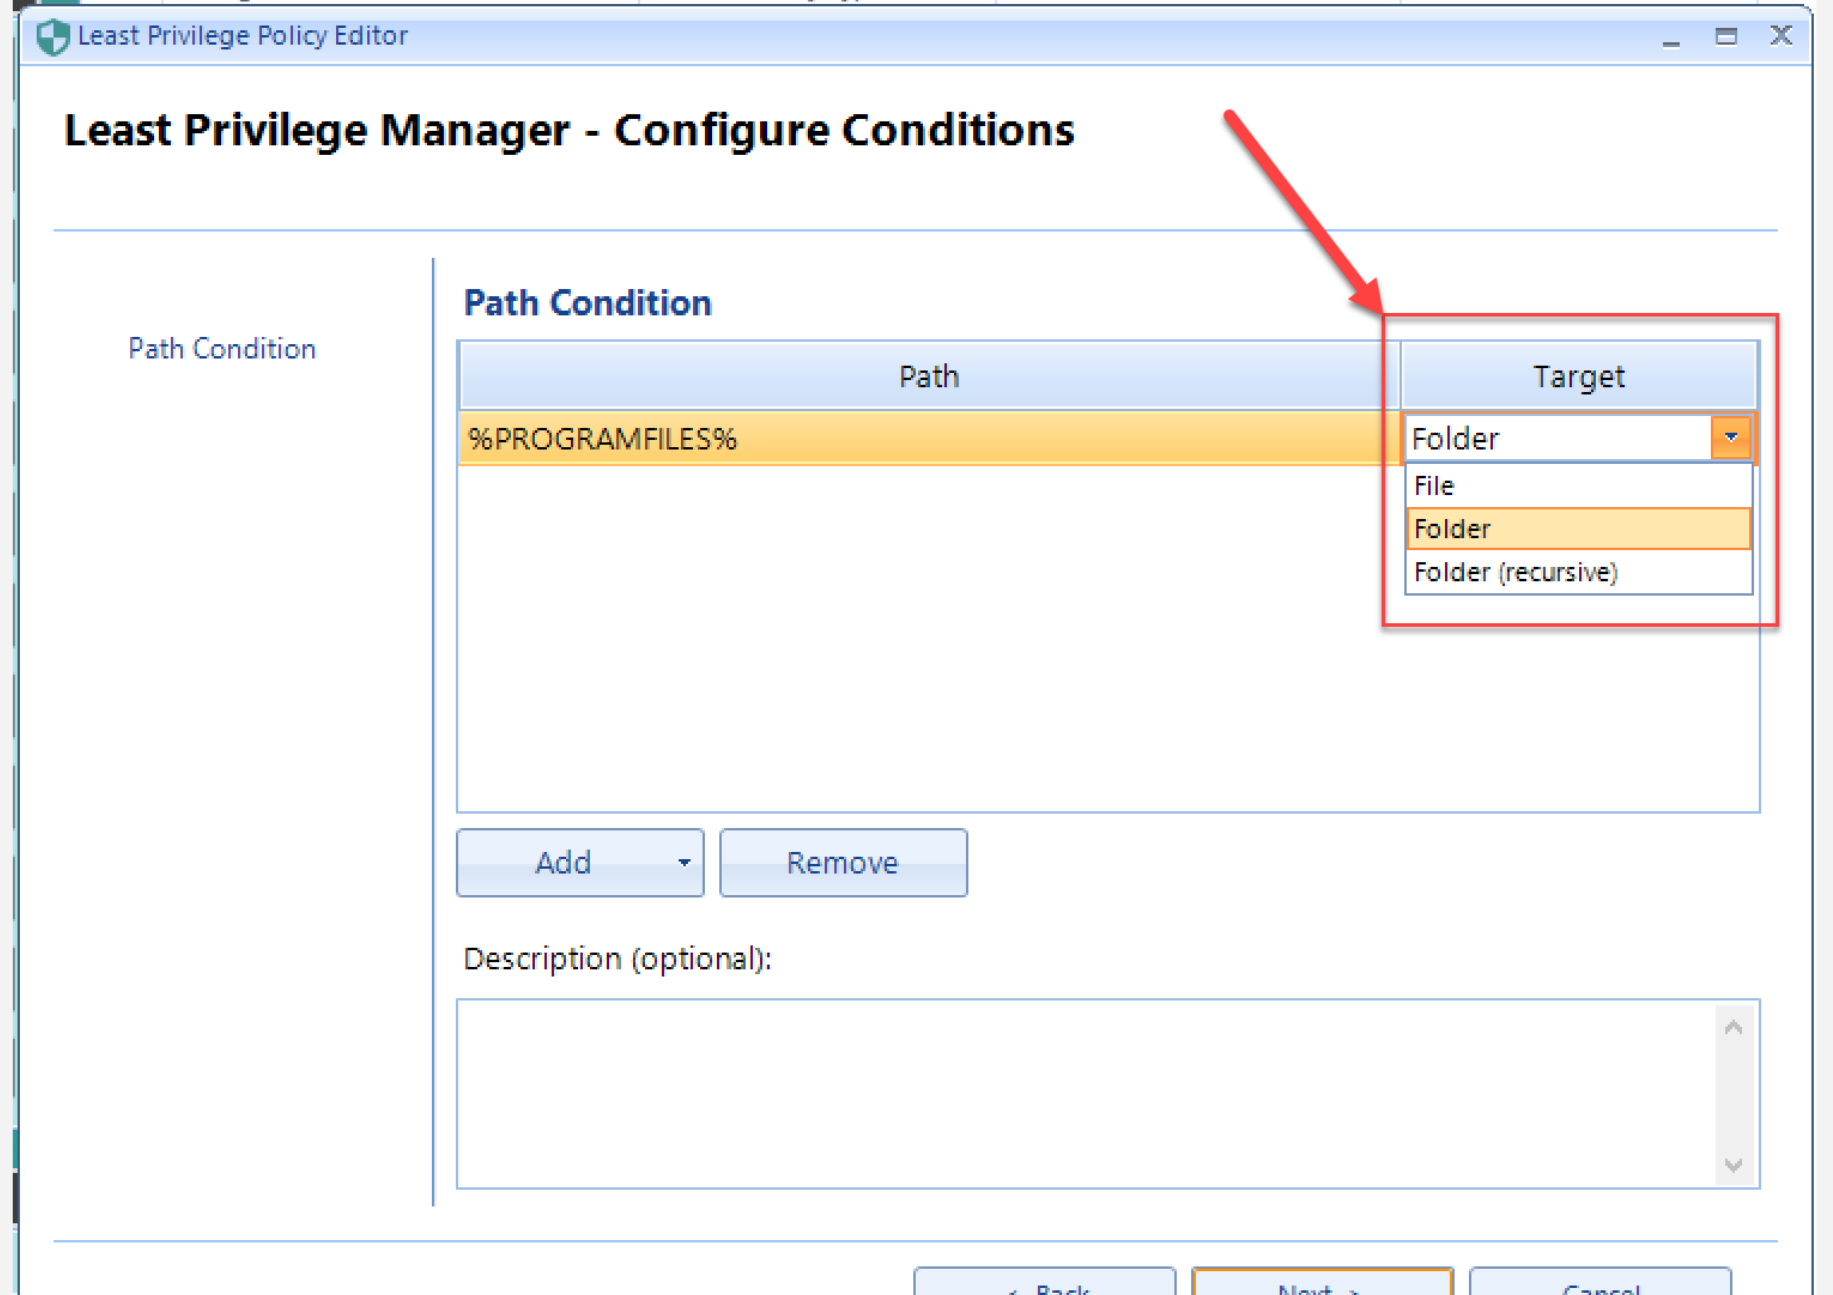 Least Privilege Policy Editor
Least Privilege Manager - Configure Conditions
Path Condition
Path Condition
Path Target
%PROGRAMFILES% Folder
File
Folder
Folder (recursive)
Add Remove
Description (optional):
< Back Next > Cancel